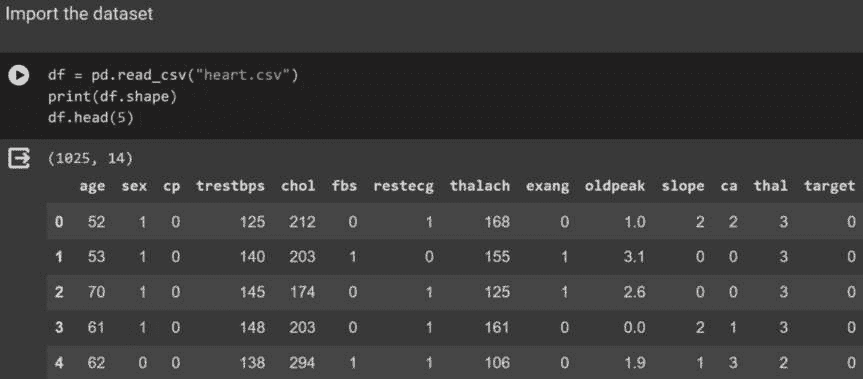 Import the dataset
df = pd.read_csv("heart.csv")
print(df.shape)
df.head(5)
(1025, 14)
age sex cp trestbps chol fbs restecg thalach exang oldpeak slope ca thal target
0 52 1 0 125 212 0 1 168 0 1.0 2 2 3 0
1 53 1 0 140 203 1 0 155 1 3.1 0 0 3 0
2 70 1 0 145 174 0 1 125 1 2.6 0 0 3 0
3 61 1 0 148 203 0 1 161 0 0.0 2 1 3 0
4 62 0 0 138 294 1 1 106 0 1.9 1 3 2 0